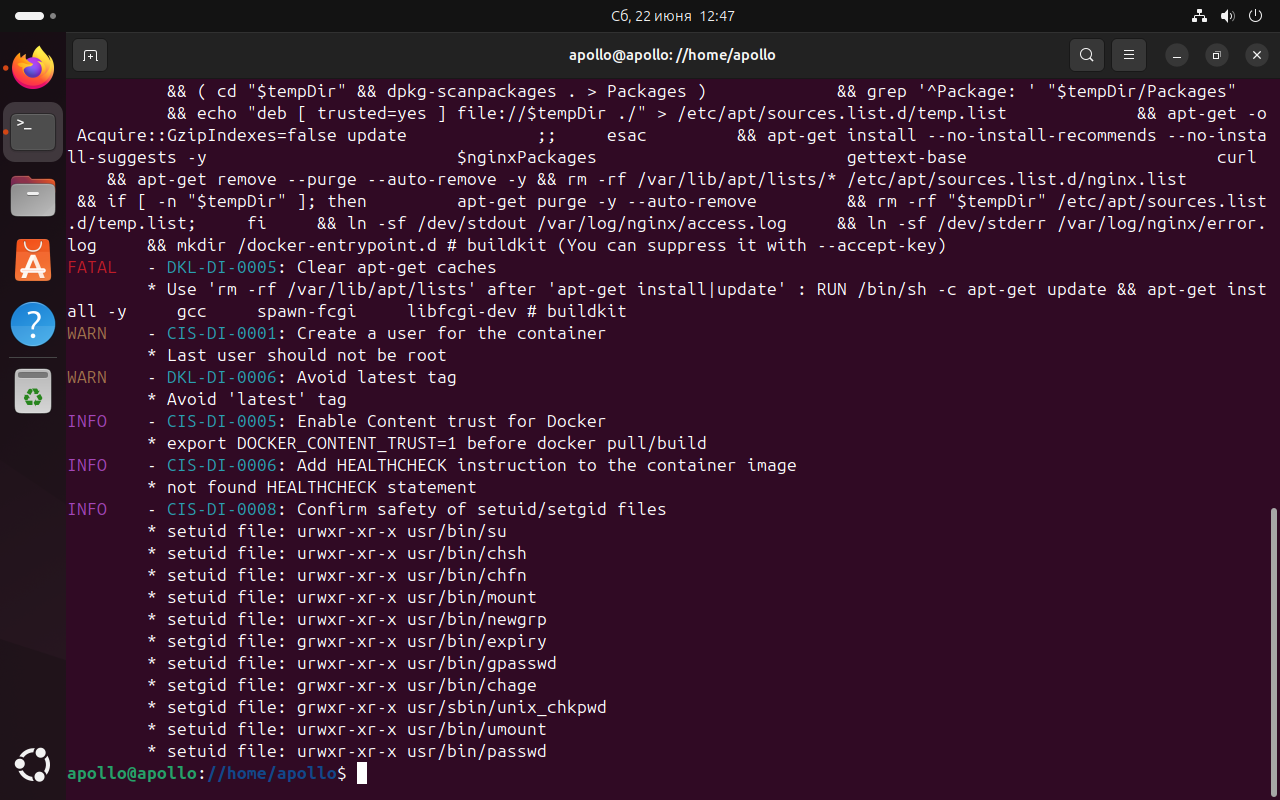 Сб, 22 июня 12:47
apollo@apollo: //home/apollo
&& ( cd "$tempDir" && dpkg-scanpackages . > Packages ) && grep '^Package: ' "$tempDir/Packages"
&& echo "deb [ trusted=yes ] file://$tempDir ./" > /etc/apt/sources.list.d/temp.list && apt-get -o
Acquire::GzipIndexes=false update ;; esac && apt-get install --no-install-recommends --no-insta
ll-suggests -y $nginxPackages gettext-base curl
&& apt-get remove --purge --auto-remove -y && rm -rf /var/lib/apt/lists/* /etc/apt/sources.list.d/nginx.list
&& if [ -n "$tempDir" ]; then apt-get purge -y --auto-remove && rm -rf "$tempDir" /etc/apt/sources.list
.d/temp.list; fi && ln -sf /dev/stdout /var/log/nginx/access.log && ln -sf /dev/stderr /var/log/nginx/error.
log && mkdir /docker-entrypoint.d # buildkit (You can suppress it with --accept-key)
FATAL - DKL-DI-0005: Clear apt-get caches
* Use 'rm -rf /var/lib/apt/lists' after 'apt-get install|update' : RUN /bin/sh -c apt-get update && apt-get inst
all -y gcc spawn-fcgi libfcgi-dev # buildkit
WARN - CIS-DI-0001: Create a user for the container
* Last user should not be root
WARN - DKL-DI-0006: Avoid latest tag
* Avoid 'latest' tag
INFO - CIS-DI-0005: Enable Content trust for Docker
* export DOCKER_CONTENT_TRUST=1 before docker pull/build
INFO - CIS-DI-0006: Add HEALTHCHECK instruction to the container image
* not found HEALTHCHECK statement
INFO - CIS-DI-0008: Confirm safety of setuid/setgid files
* setuid file: urwxr-xr-x usr/bin/su
* setuid file: urwxr-xr-x usr/bin/chsh
* setuid file: urwxr-xr-x usr/bin/chfn
* setuid file: urwxr-xr-x usr/bin/mount
* setuid file: urwxr-xr-x usr/bin/newgrp
* setgid file: grwxr-xr-x usr/bin/expiry
* setuid file: urwxr-xr-x usr/bin/gpasswd
* setgid file: grwxr-xr-x usr/bin/chage
* setgid file: grwxr-xr-x usr/sbin/unix_chkpwd
* setuid file: urwxr-xr-x usr/bin/umount
* setuid file: urwxr-xr-x usr/bin/passwd
apollo@apollo://home/apollo$